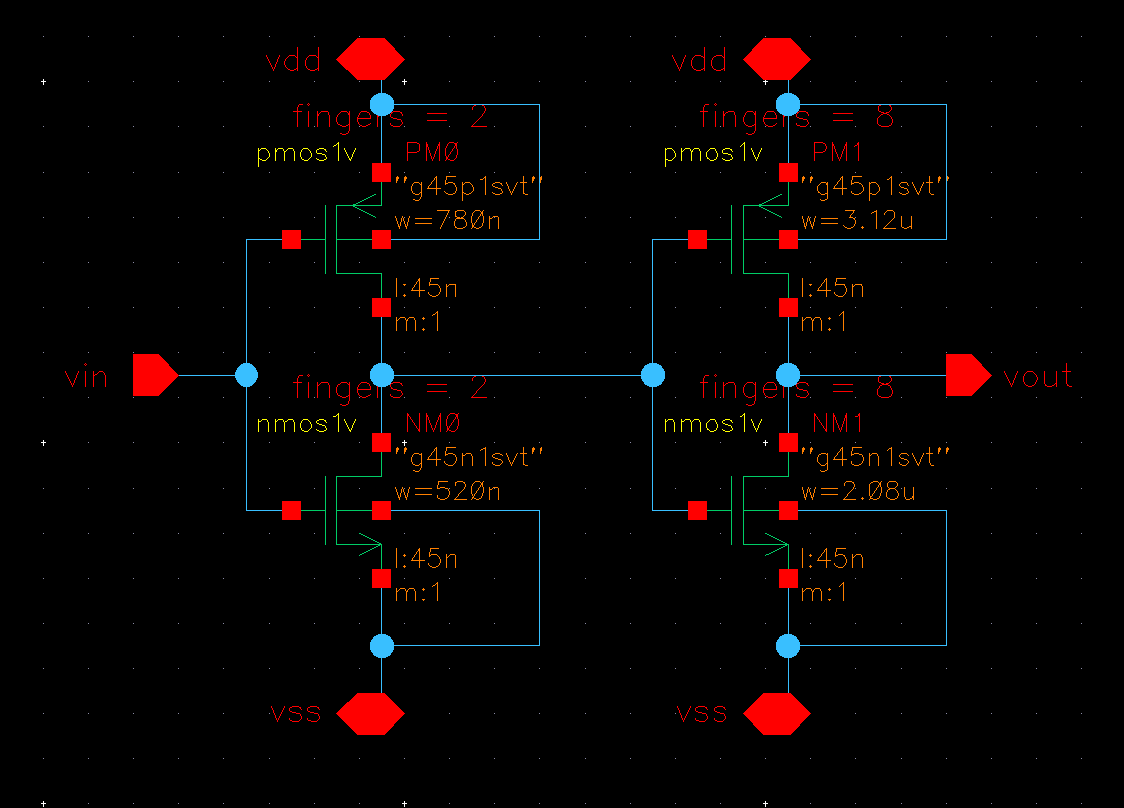 vdd
fingers = 2
pmos1v
PM0
"g45p1svt"
w=780n
l:45n
m:1
vdd
fingers = 8
pmos1v
PM1
"g45p1svt"
w=3.12u
l:45n
m:1
vin
fingers = 2
nmos1v
NM0
"g45n1svt"
w=520n
l:45n
m:1
vss
fingers = 8
nmos1v
NM1
"g45n1svt"
w=2.08u
l:45n
m:1
vss
vout